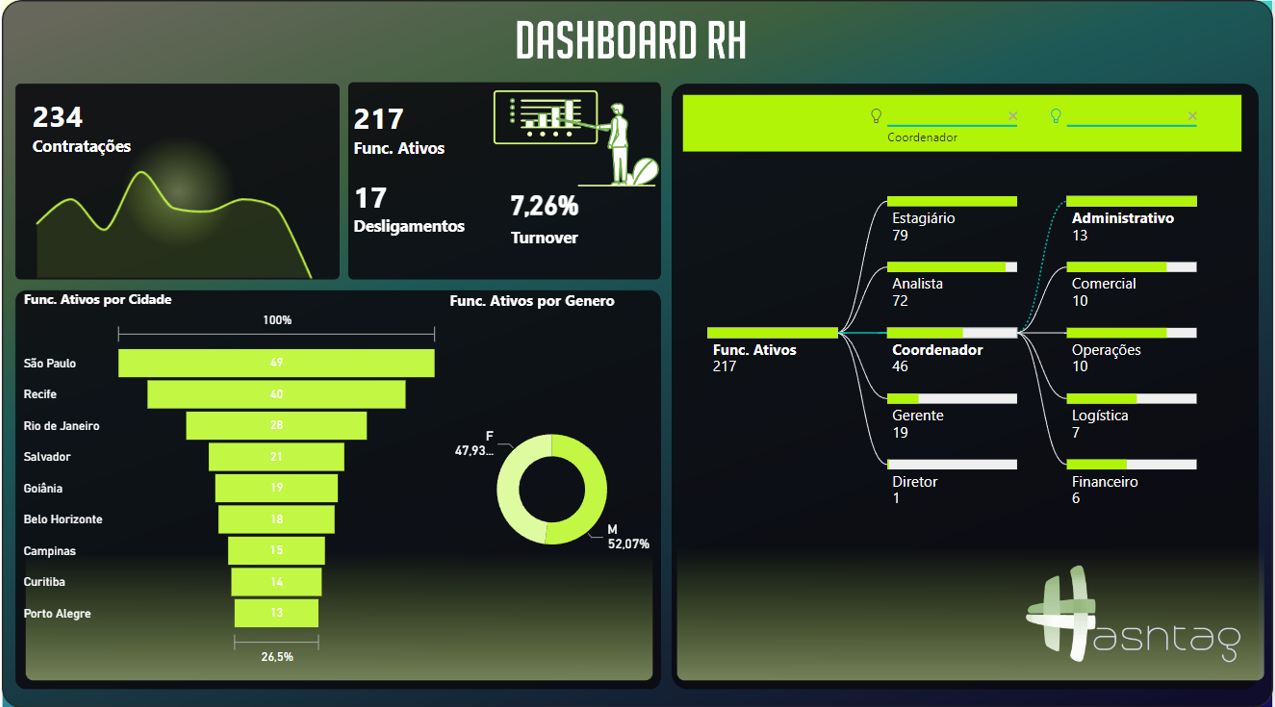 DASHBOARD RH
234
Contratações
217
Func. Ativos
17
Desligamentos
7,26%
Turnover
Func. Ativos por Cidade
100%
São Paulo 49
Recife 40
Rio de Janeiro 28
Salvador 21
Goiânia 19
Belo Horizonte 18
Campinas 15
Curitiba 14
Porto Alegre 13
26,5%
Func. Ativos por Genero
F
47,93...
M
52,07%
Coordenador
Func. Ativos
217
Estagiário
79
Analista
72
Coordenador
46
Gerente
19
Diretor
1
Administrativo
13
Comercial
10
Operações
10
Logística
7
Financeiro
6
Hashtag